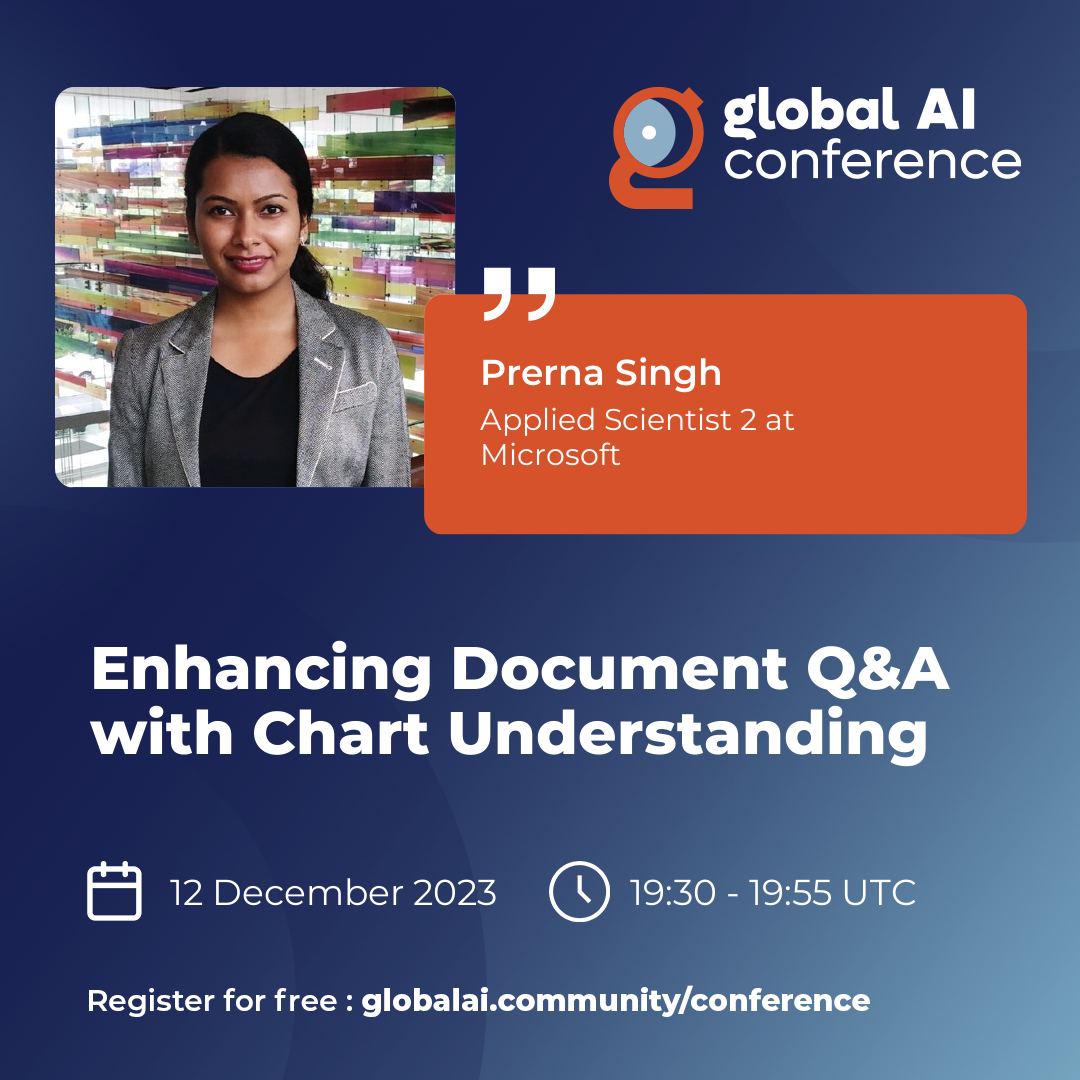 global AI
conference
Prerna Singh
Applied Scientist 2 at
Microsoft
Enhancing Document Q&A
with Chart Understanding
12 December 2023
19:30 - 19:55 UTC
Register for free : globalai.community/conference